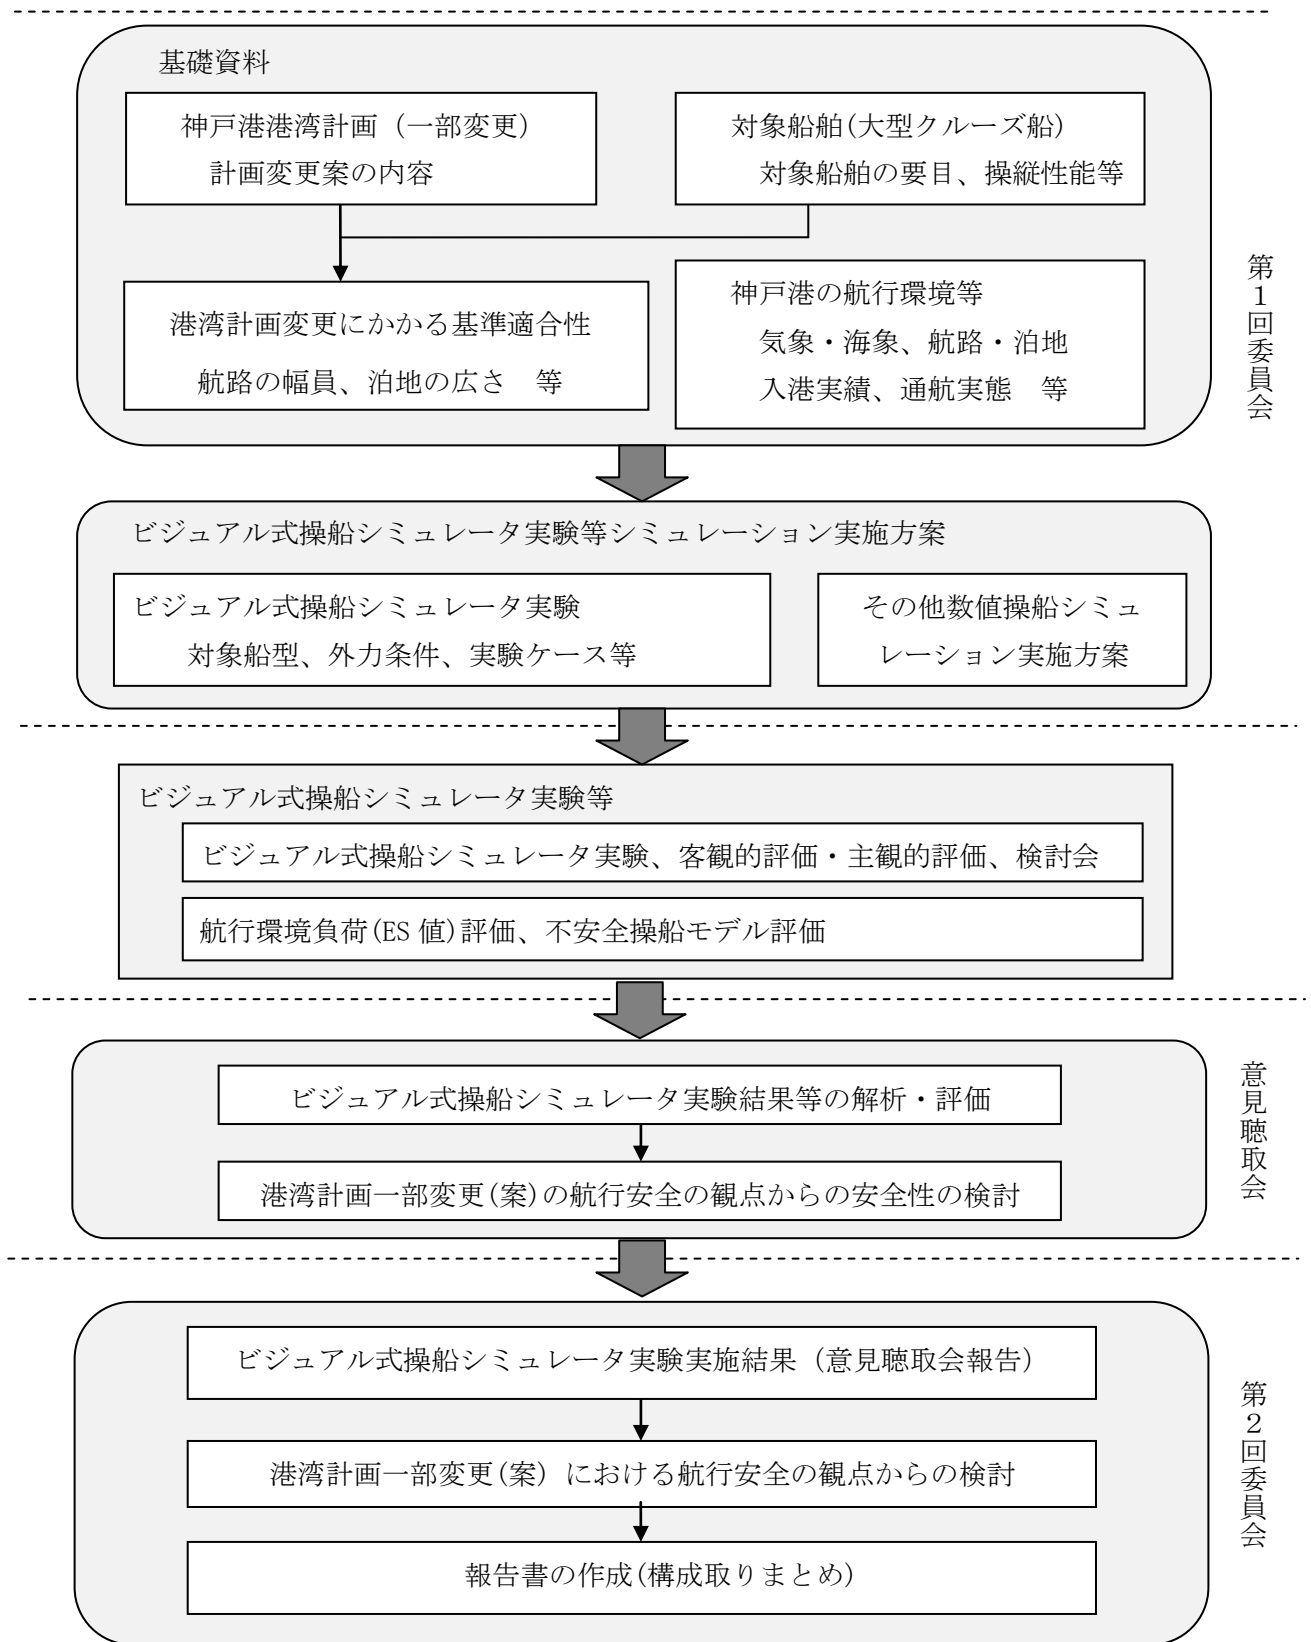 基礎資料
神戸港港湾計画（一部変更）
計画変更案の内容
対象船舶(大型クルーズ船)
対象船舶の要目、操縦性能等
港湾計画変更にかかる基準適合性
航路の幅員、泊地の広さ　等
神戸港の航行環境等
気象・海象、航路・泊地
入港実績、通航実態　等
第１回委員会
ビジュアル式操船シミュレータ実験等シミュレーション実施方案
ビジュアル式操船シミュレータ実験
対象船型、外力条件、実験ケース等
その他数値操船シミュ
レーション実施方案
ビジュアル式操船シミュレータ実験等
ビジュアル式操船シミュレータ実験、客観的評価・主観的評価、検討会
航行環境負荷(ES 値)評価、不安全操船モデル評価
ビジュアル式操船シミュレータ実験結果等の解析・評価
港湾計画一部変更(案)の航行安全の観点からの安全性の検討
意見聴取会
ビジュアル式操船シミュレータ実験実施結果（意見聴取会報告）
港湾計画一部変更(案）における航行安全の観点からの検討
報告書の作成(構成取りまとめ)
第２回委員会